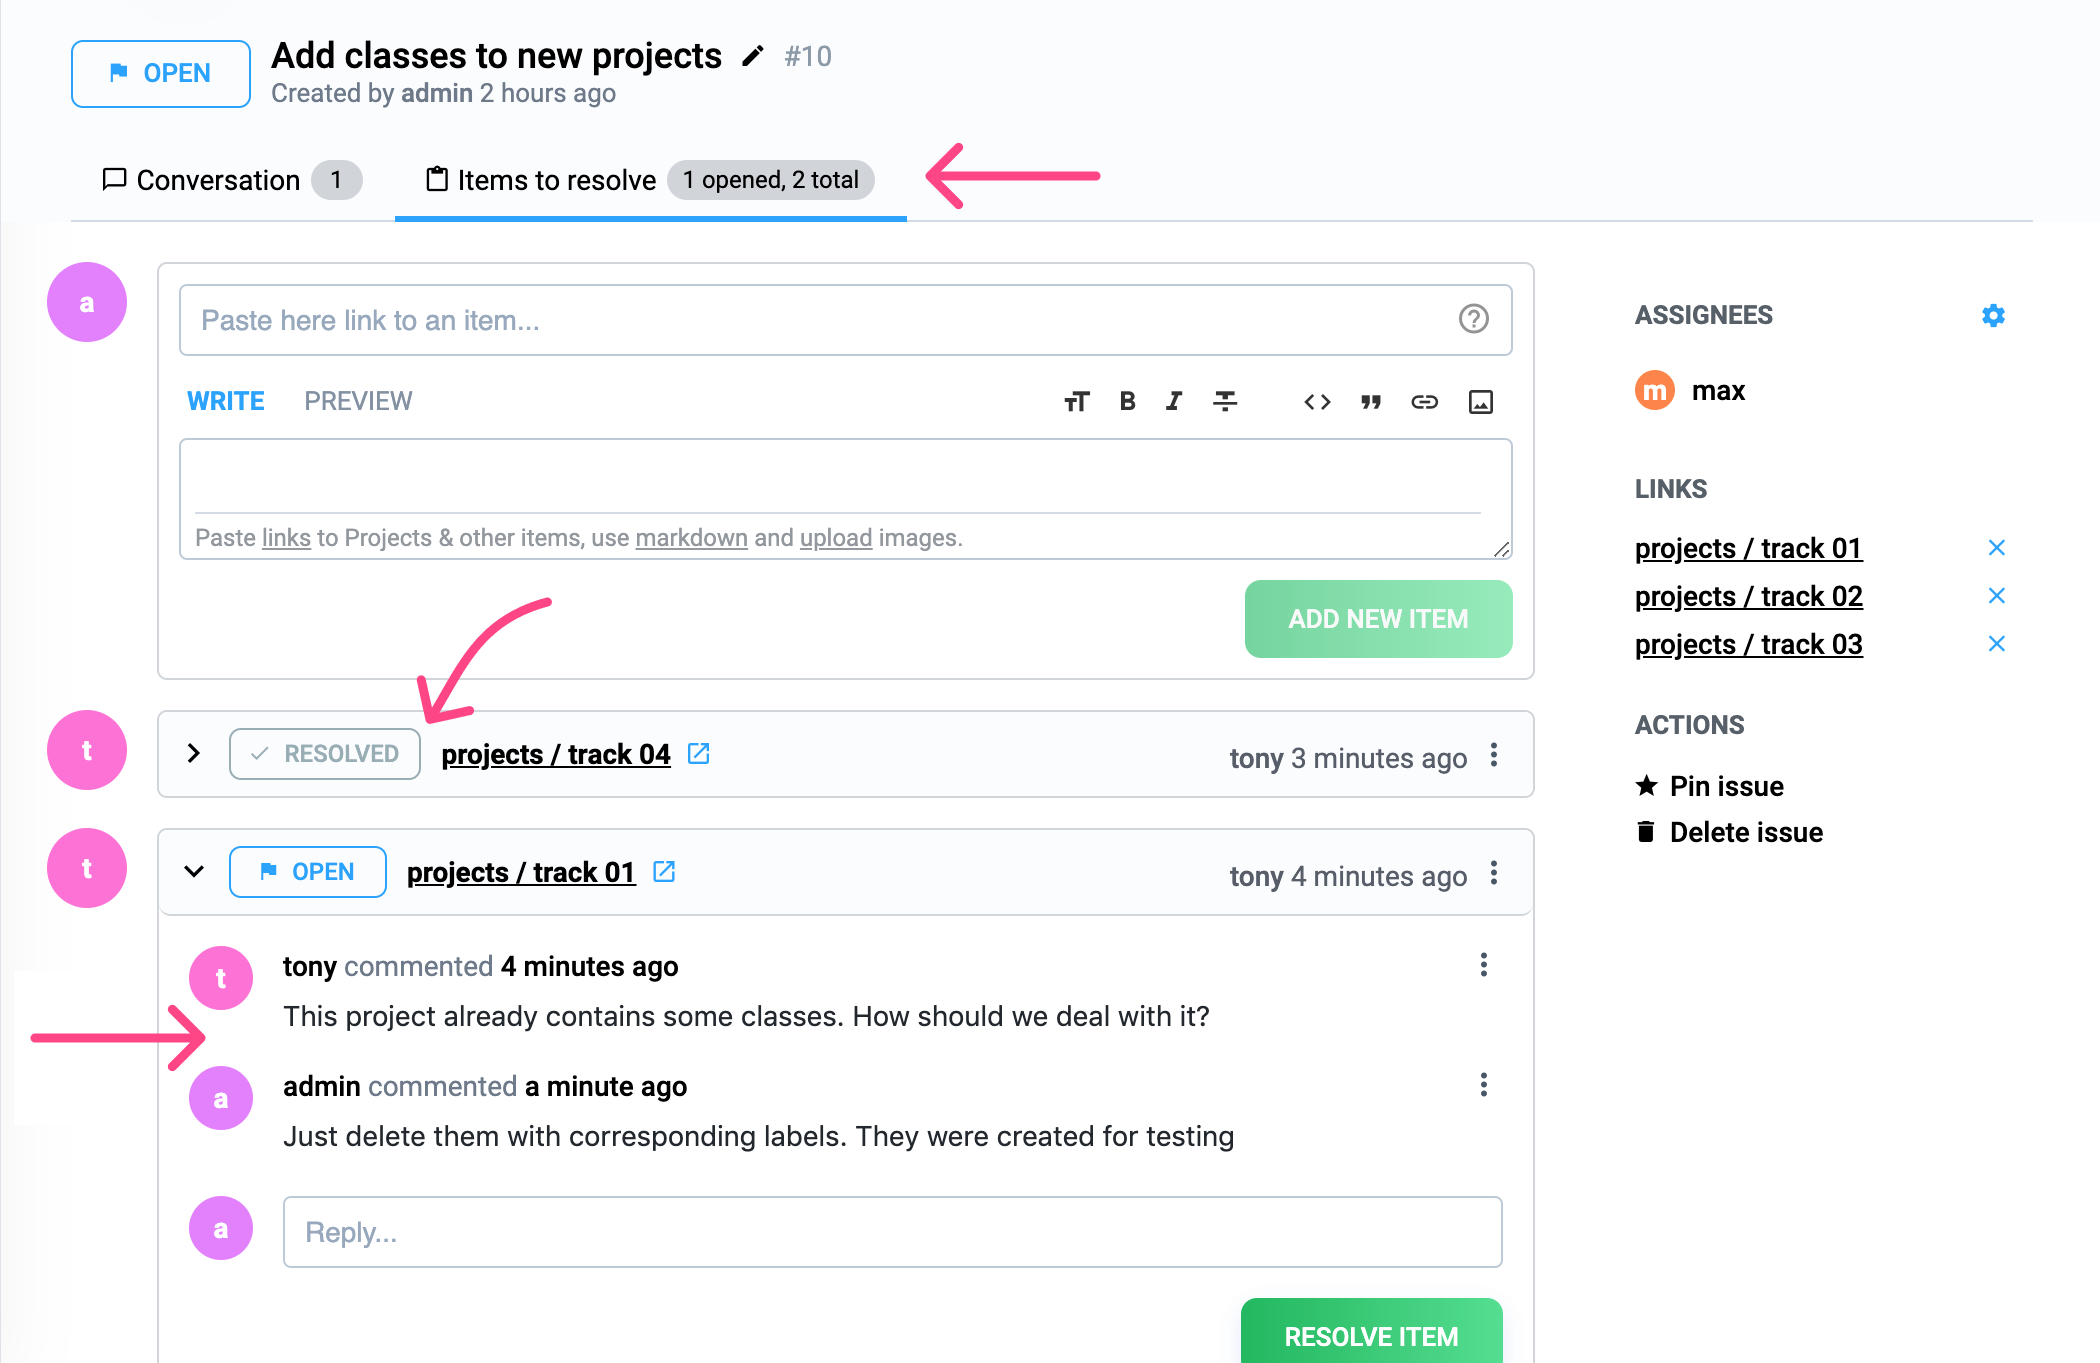 OPEN
Add classes to new projects #10
Created by admin 2 hours ago
Conversation 1
Items to resolve 1 opened, 2 total
a
Paste here link to an item...
?
WRITE PREVIEW
Paste links to Projects & other items, use markdown and upload images.
ADD NEW ITEM
t
RESOLVED projects / track 04
tony 3 minutes ago
t
OPEN projects / track 01
tony 4 minutes ago
t
tony commented 4 minutes ago
This project already contains some classes. How should we deal with it?
a
admin commented a minute ago
Just delete them with corresponding labels. They were created for testing
a
Reply...
RESOLVE ITEM
ASSIGNEES
m max
LINKS
projects / track 01
projects / track 02
projects / track 03
ACTIONS
Pin issue
Delete issue